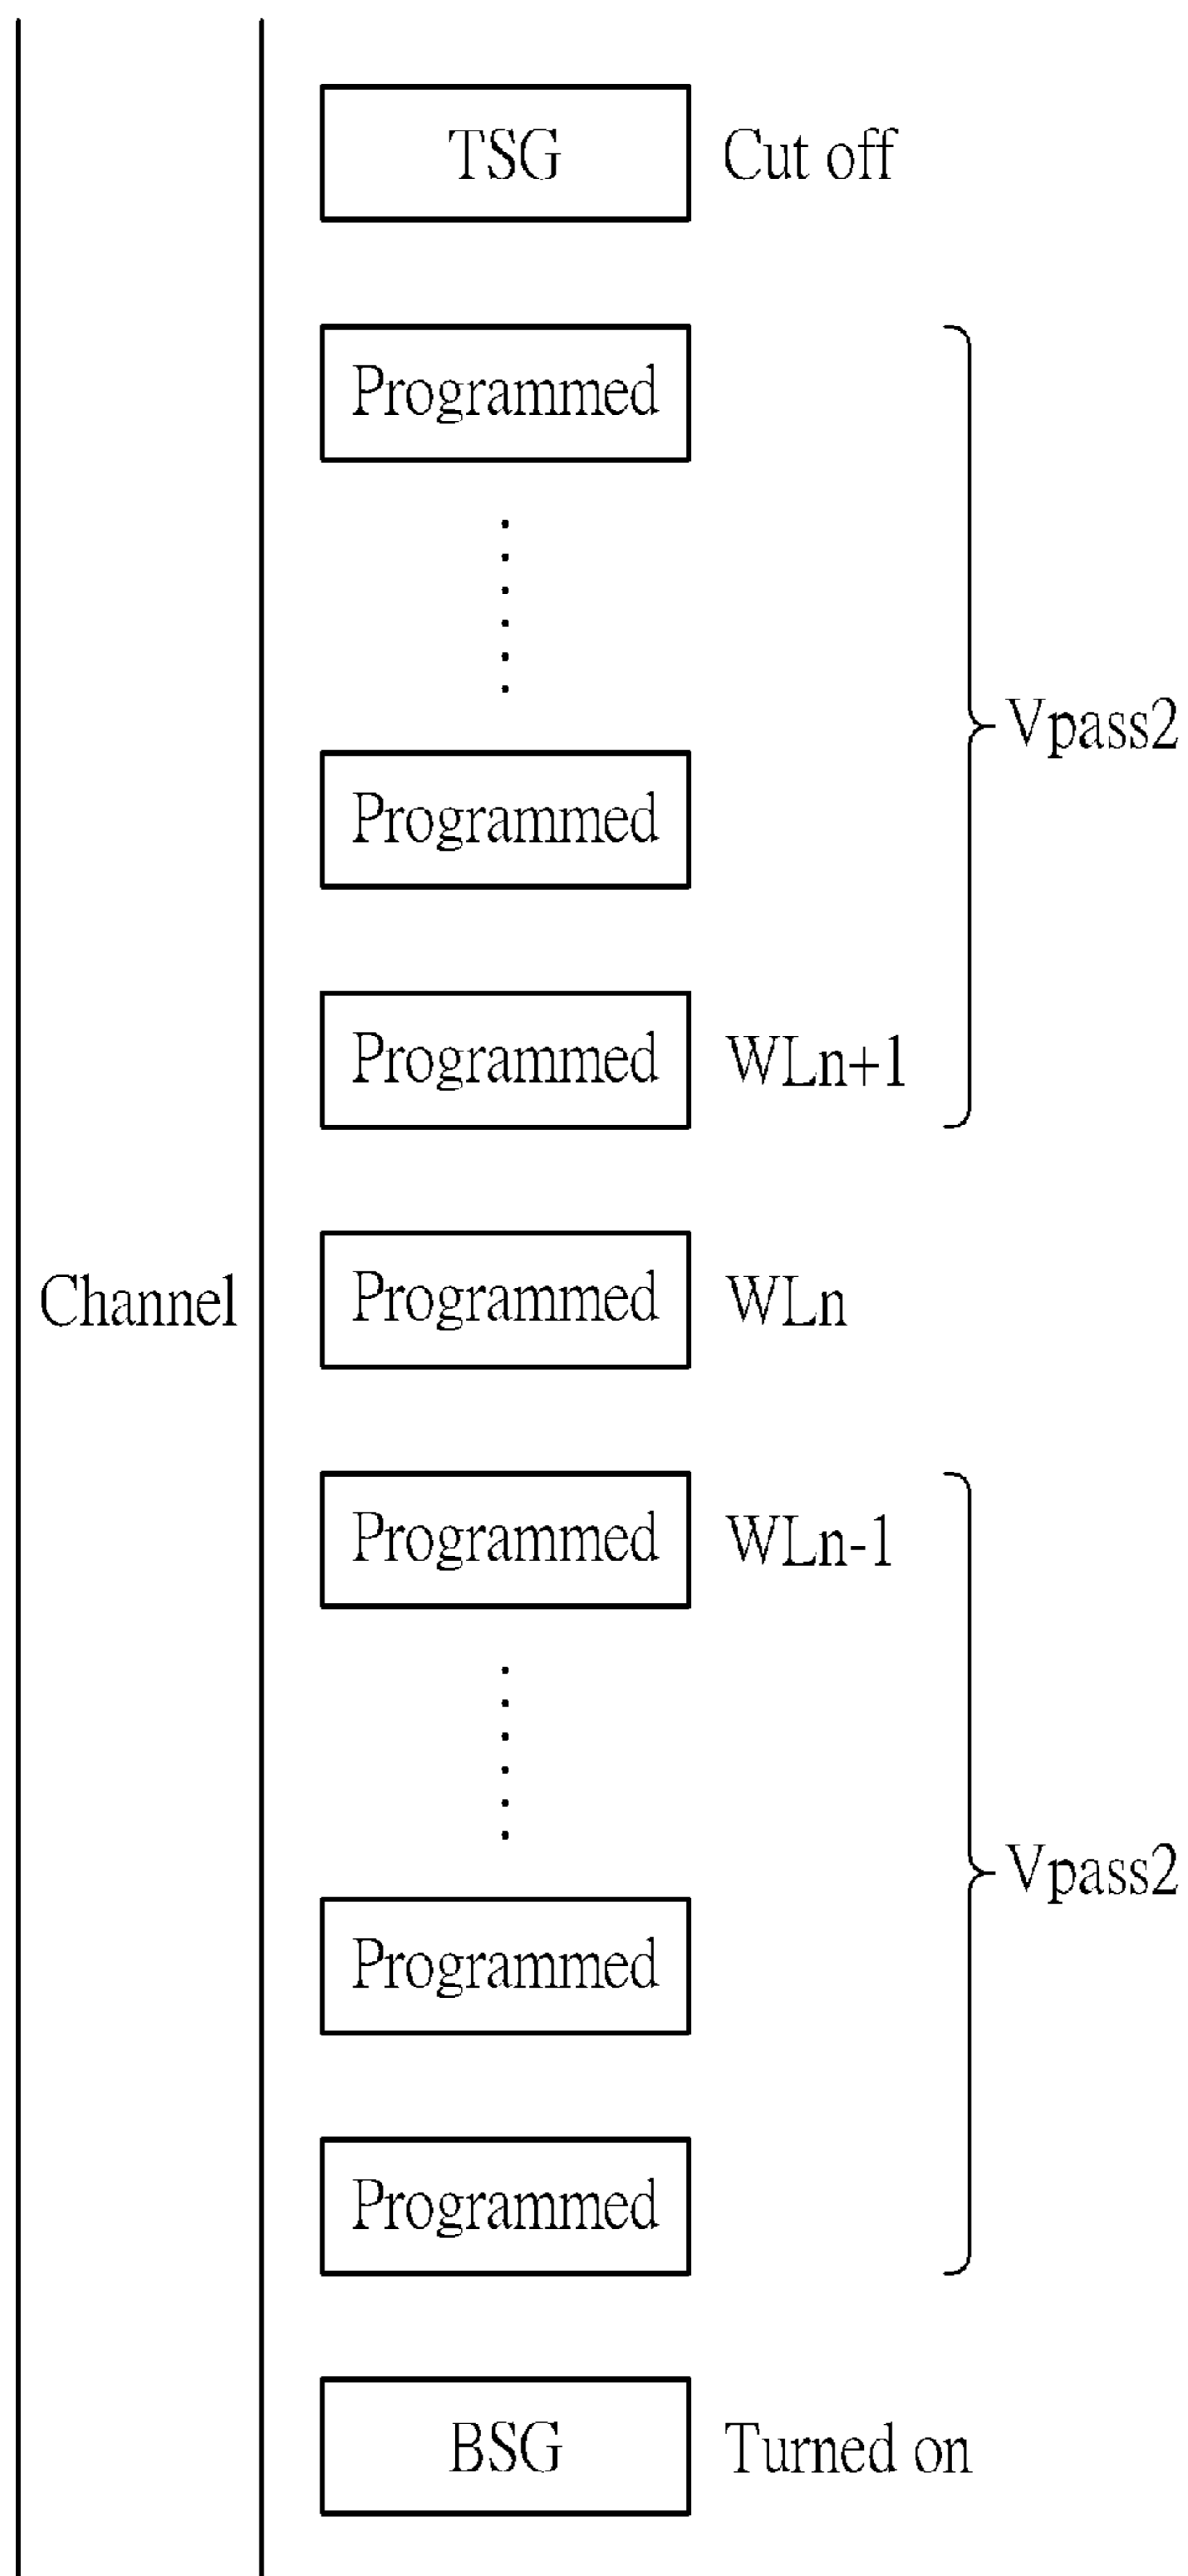 TSG Cut off
Programmed
Vpass2
Programmed
Programmed WLn+1
Channel Programmed WLn
Programmed WLn-1
Vpass2
Programmed
Programmed
BSG Turned on